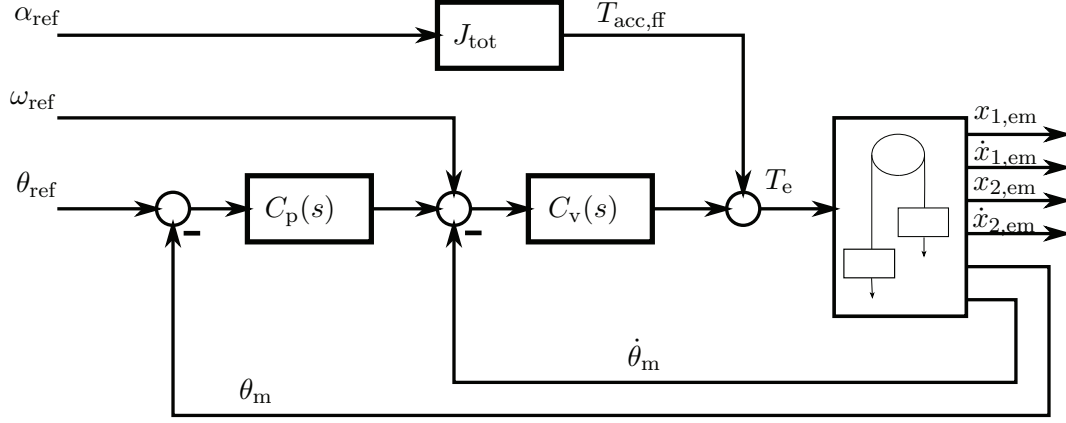 α_ref
J_tot
T_acc,ff
ω_ref
θ_ref
C_p(s)
C_v(s)
T_e
x_1,em
ẋ_1,em
x_2,em
ẋ_2,em
θ̇_m
θ_m